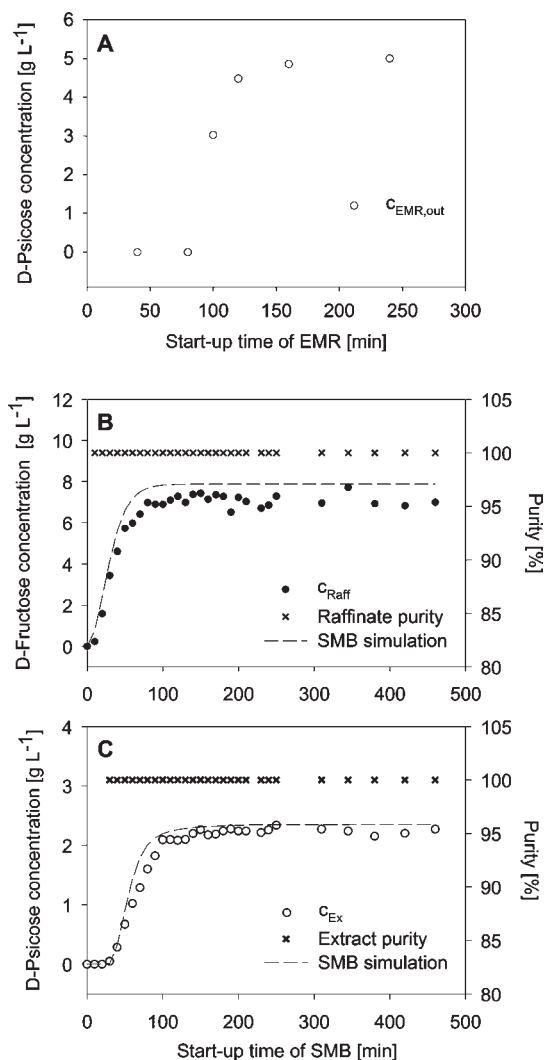 A
D-Psicose concentration [g L-1]
6
5
4
3
2
1
0
CEMR,out
50 100 150 200 250 300
Start-up time of EMR [min]
B
D-Fructose concentration [g L-1]
12
10
8
6
4
2
0
105
100
95
90
85
80
Purity [%]
cRaff
Raffinate purity
SMB simulation
0 100 200 300 400 500
C
D-Psicose concentration [g L-1]
4
3
2
1
0
105
100
95
90
85
80
Purity [%]
cEx
Extract purity
SMB simulation
0 100 200 300 400 500
Start-up time of SMB [min]